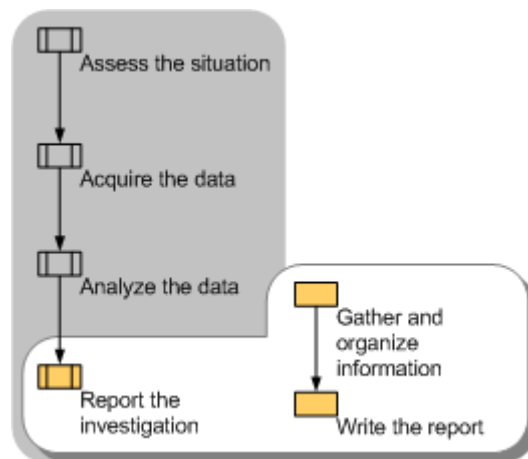 Assess the situation
Acquire the data
Analyze the data
Report the
investigation
Gather and
organize
information
Write the report